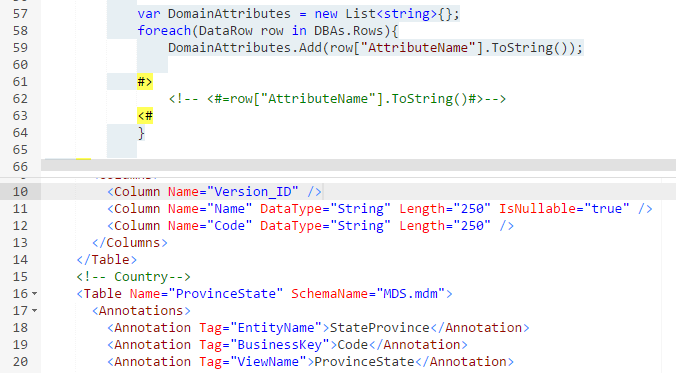 57 var DomainAttributes = new List<string>{};
58 foreach(DataRow row in DBAs.Rows){
59 DomainAttributes.Add(row["AttributeName"].ToString());
60
61 #>
62 <!-- <#=row["AttributeName"].ToString()#>-->
63 <#
64 }
65
66
10 <Column Name="Version_ID" />
11 <Column Name="Name" DataType="String" Length="250" IsNullable="true" />
12 <Column Name="Code" DataType="String" Length="250" />
13 </Columns>
14 </Table>
15 <!-- Country-->
16 <Table Name="ProvinceState" SchemaName="MDS.mdm">
17 <Annotations>
18 <Annotation Tag="EntityName">StateProvince</Annotation>
19 <Annotation Tag="BusinessKey">Code</Annotation>
20 <Annotation Tag="ViewName">ProvinceState</Annotation>